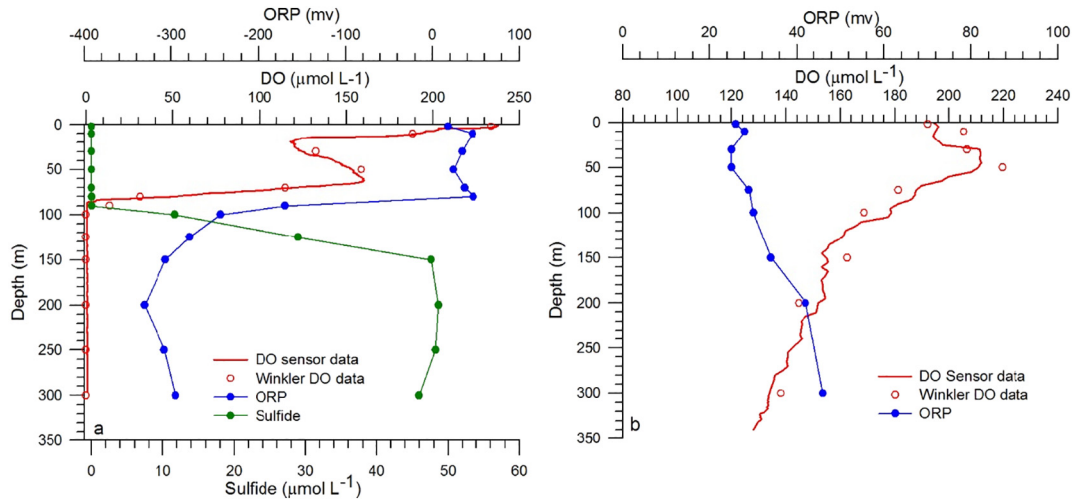 ORP (mv)
-400 -300 -200 -100 0 100
DO (μmol L-1)
0 50 100 150 200 250
0
50
100
150
200
250
300
350
Depth (m)
DO sensor data
Winkler DO data
ORP
Sulfide
a
0 10 20 30 40 50 60
Sulfide (μmol L-1)
ORP (mv)
0 20 40 60 80 100
DO (μmol L-1)
80 100 120 140 160 180 200 220 240
0
50
100
150
200
250
300
350
Depth (m)
DO Sensor data
Winkler DO data
ORP
b